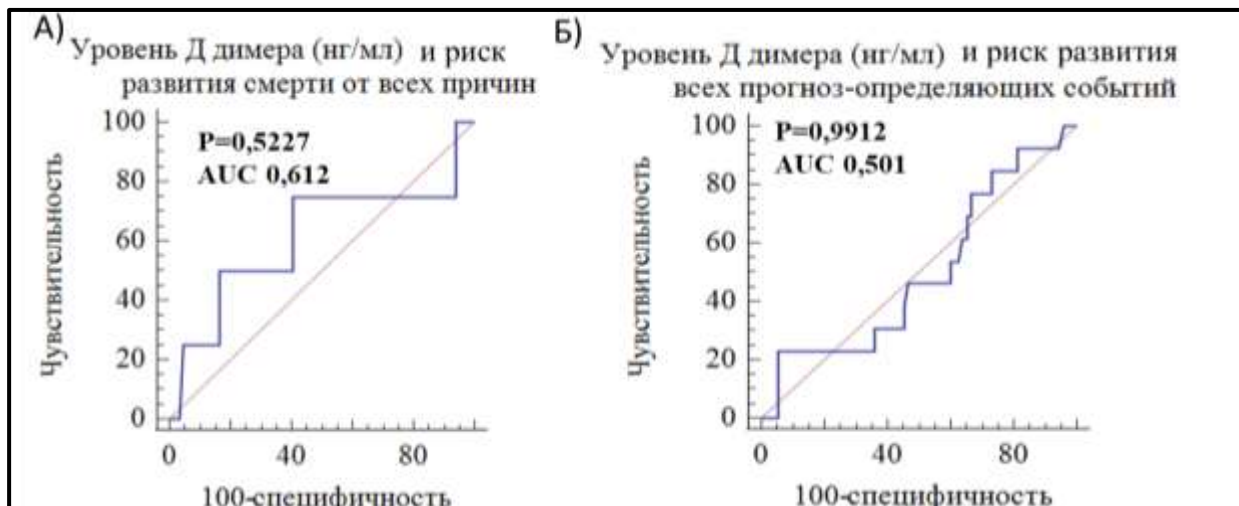 А)
Уровень Д димера (нг/мл) и риск
развития смерти от всех причин
P=0,5227
AUC 0,612
100
80
60
40
20
0
Чувствительность
0 40 80
100-специфичность
Б)
Уровень Д димера (нг/мл) и риск развития
всех прогноз-определяющих событий
P=0,9912
AUC 0,501
100
80
60
40
20
0
Чувствительность
0 40 80
100-специфичность